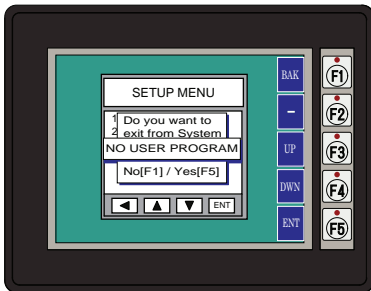 SETUP MENU
1
Do you want to
2
exit from System
NO USER PROGRAM
No[F1] / Yes[F5]
ENT
BAK
–
UP
DWN
ENT
F1
F2
F3
F4
F5